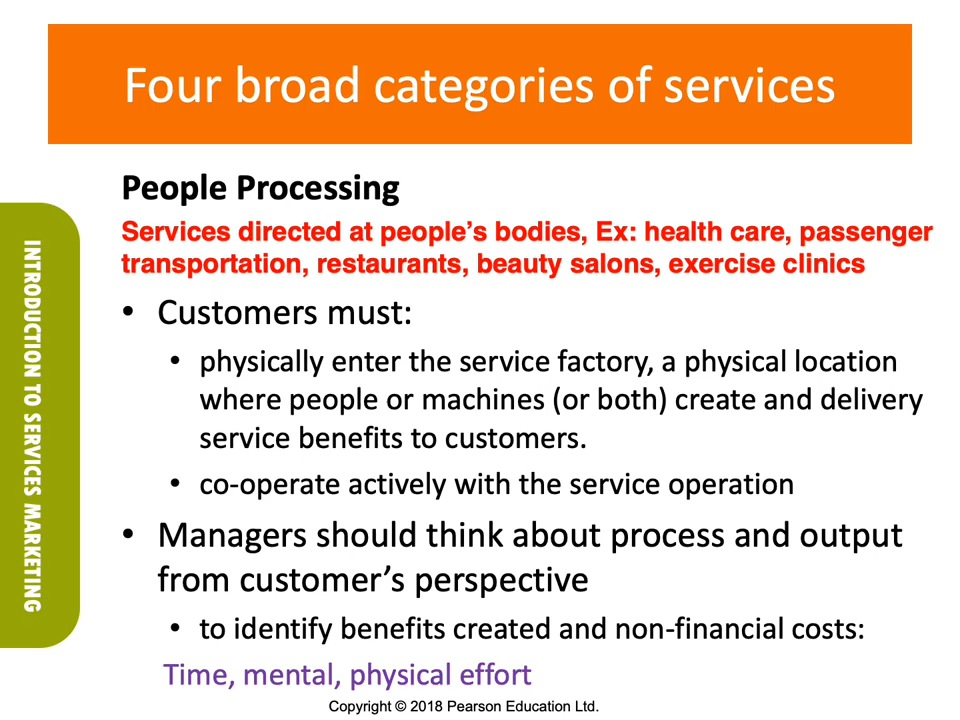 Four broad categories of services
People Processing
Services directed at people’s bodies, Ex: health care, passenger
transportation, restaurants, beauty salons, exercise clinics
• Customers must:
• physically enter the service factory, a physical location
where people or machines (or both) create and delivery
service benefits to customers.
• co-operate actively with the service operation
• Managers should think about process and output
from customer’s perspective
• to identify benefits created and non-financial costs:
Time, mental, physical effort
INTRODUCTION TO SERVICES MARKETING
Copyright © 2018 Pearson Education Ltd.